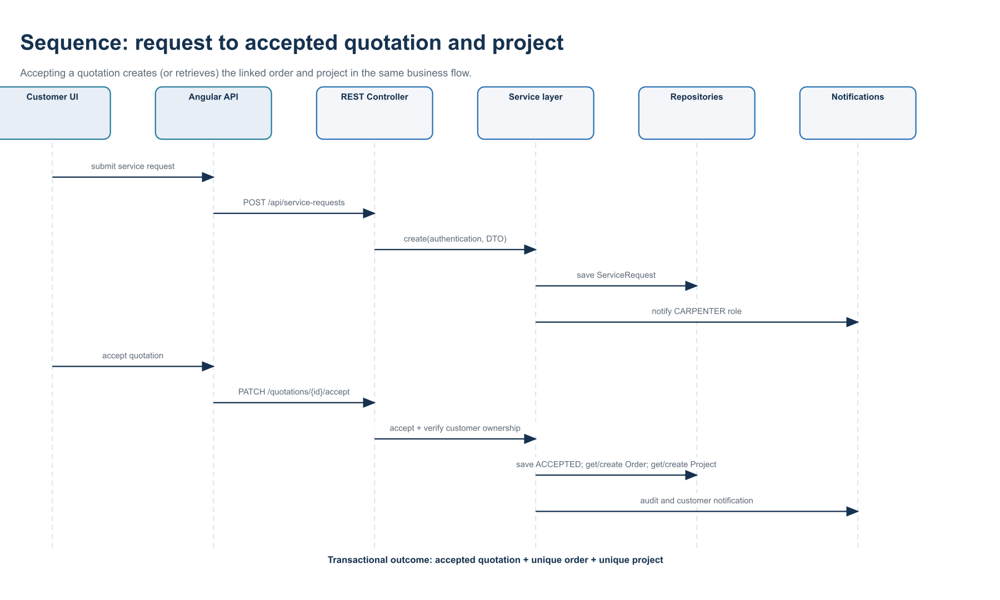 Sequence: request to accepted quotation and project
Accepting a quotation creates (or retrieves) the linked order and project in the same business flow.
Customer UI
Angular API
REST Controller
Service layer
Repositories
Notifications
submit service request
POST /api/service-requests
create(authentication, DTO)
save ServiceRequest
notify CARPENTER role
accept quotation
PATCH /quotations/{id}/accept
accept + verify customer ownership
save ACCEPTED; get/create Order; get/create Project
audit and customer notification
Transactional outcome: accepted quotation + unique order + unique project